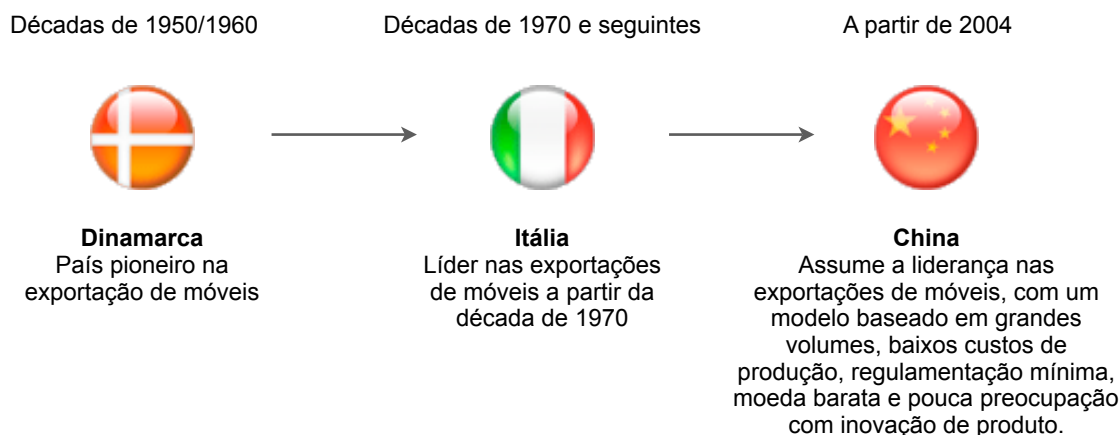 Décadas de 1950/1960
Décadas de 1970 e seguintes
A partir de 2004
Dinamarca
País pioneiro na
exportação de móveis
Itália
Líder nas exportações
de móveis a partir da
década de 1970
China
Assume a liderança nas
exportações de móveis, com um
modelo baseado em grandes
volumes, baixos custos de
produção, regulamentação mínima,
moeda barata e pouca preocupação
com inovação de produto.